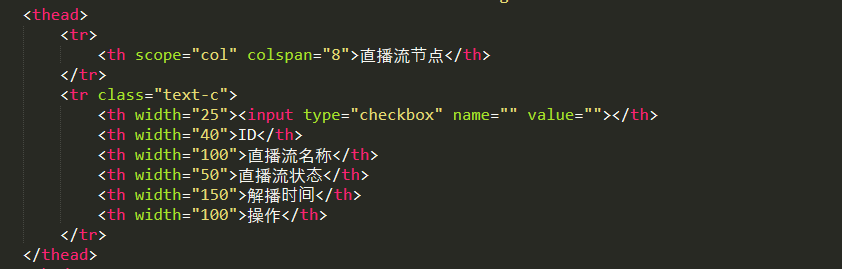 <thead>
<tr>
<th scope="col" colspan="8">直播流节点</th>
</tr>
<tr class="text-c">
<th width="25"><input type="checkbox" name="" value=""></th>
<th width="40">ID</th>
<th width="100">直播流名称</th>
<th width="50">直播流状态</th>
<th width="150">解播时间</th>
<th width="100">操作</th>
</tr>
</thead>